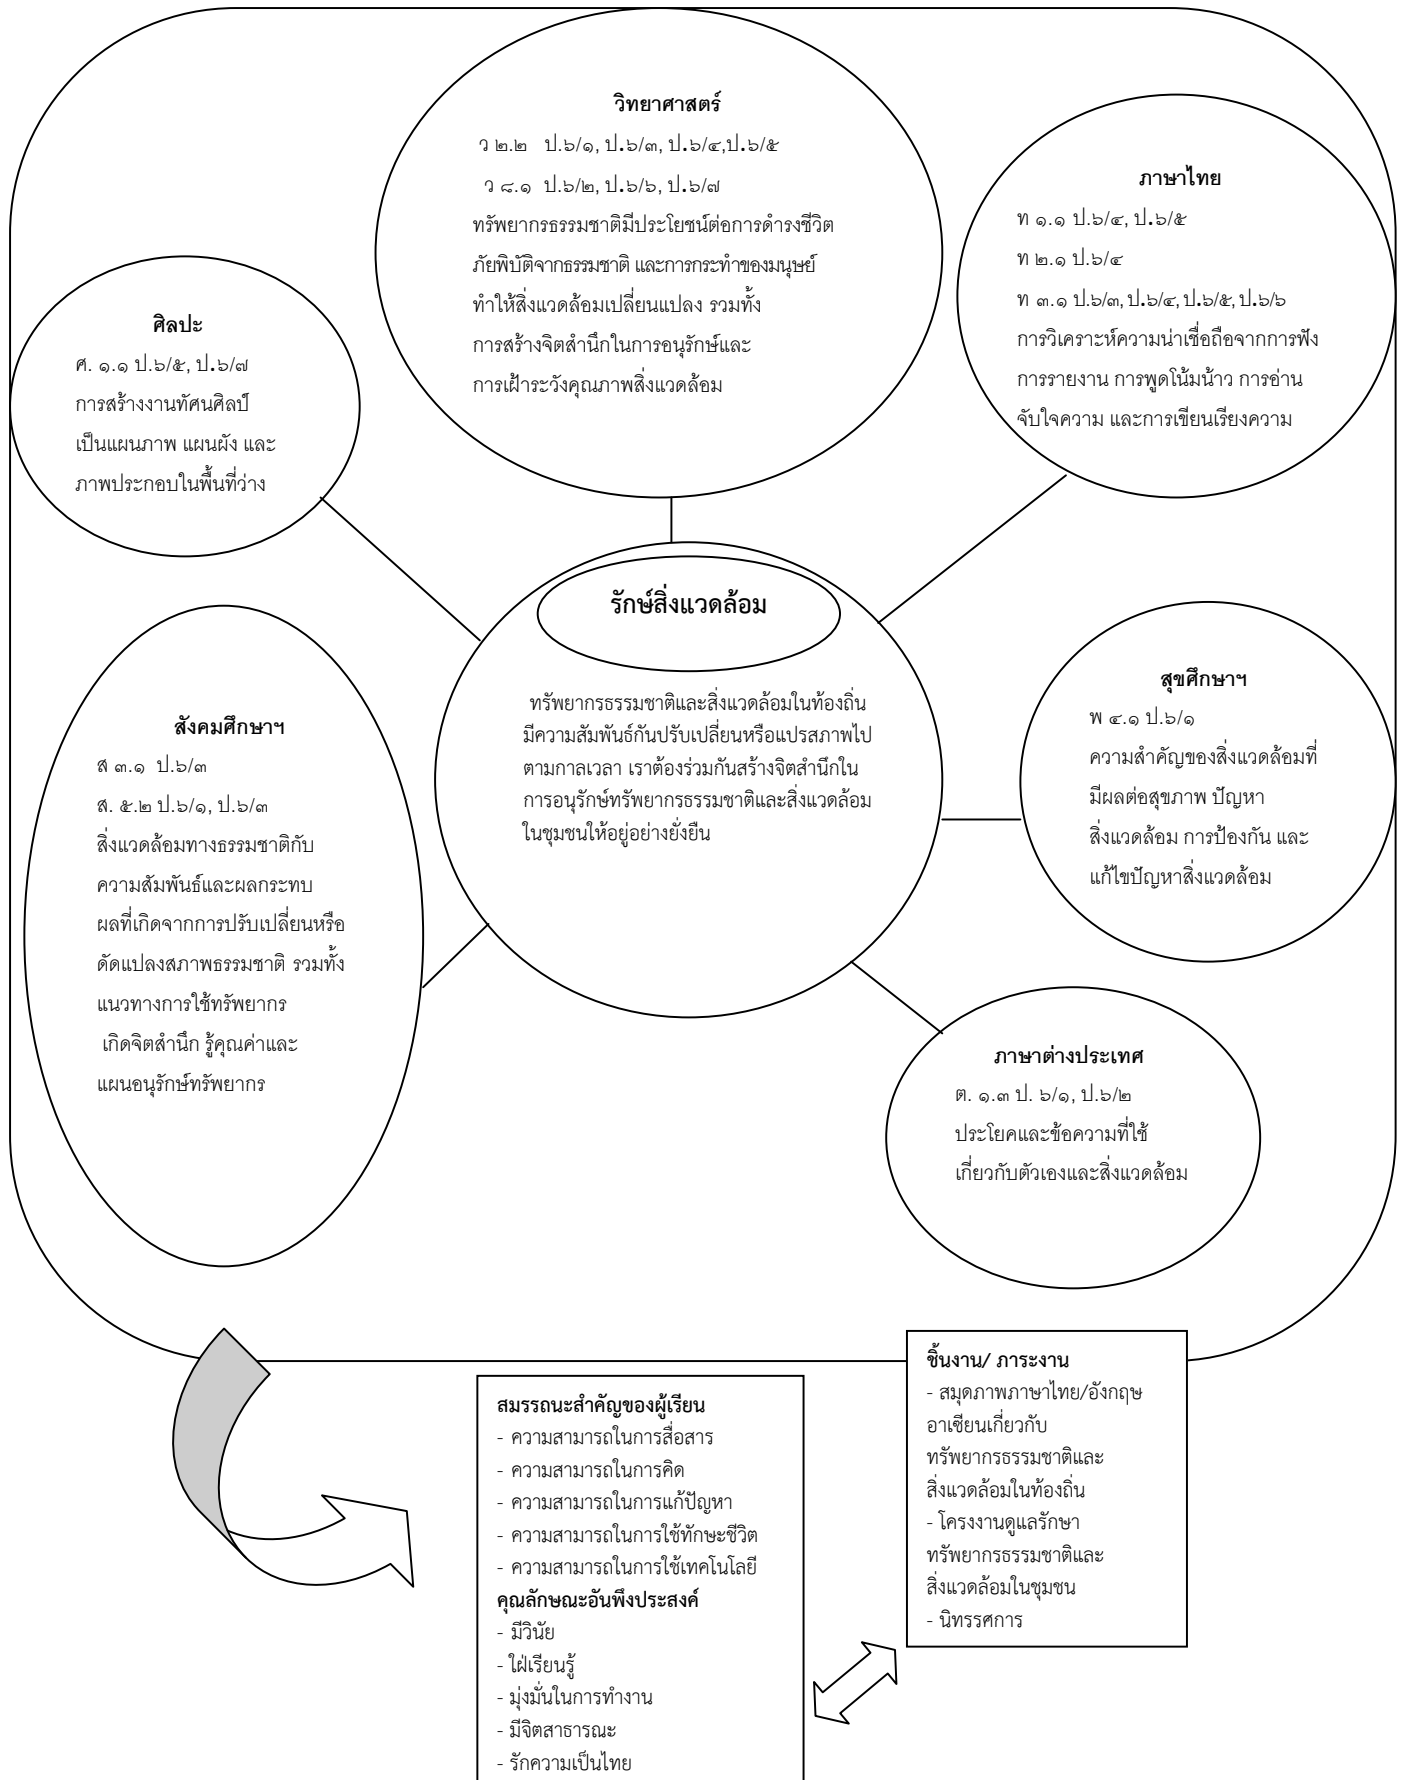 วิทยาศาสตร์
ว ๒.๒ ป.๖/๑, ป.๖/๓, ป.๖/๔,ป.๖/๕
ว ๘.๑ ป.๖/๒, ป.๖/๖, ป.๖/๗
ทรัพยากรธรรมชาติมีประโยชน์ต่อการดำรงชีวิต
ภัยพิบัติจากธรรมชาติ และการกระทำของมนุษย์
ทำให้สิ่งแวดล้อมเปลี่ยนแปลง รวมทั้ง
การสร้างจิตสำนึกในการอนุรักษ์และ
การเฝ้าระวังคุณภาพสิ่งแวดล้อม
ภาษาไทย
ท ๑.๑ ป.๖/๔, ป.๖/๕
ท ๒.๑ ป.๖/๔
ท ๓.๑ ป.๖/๓, ป.๖/๔, ป.๖/๕, ป.๖/๖
การวิเคราะห์ความน่าเชื่อถือจากการฟัง
การรายงาน การพูดโน้มน้าว การอ่าน
จับใจความ และการเขียนเรียงความ
ศิลปะ
ศ. ๑.๑ ป.๖/๕, ป.๖/๗
การสร้างงานทัศนศิลป์
เป็นแผนภาพ แผนผัง และ
ภาพประกอบในพื้นที่ว่าง
รักษ์สิ่งแวดล้อม
ทรัพยากรธรรมชาติและสิ่งแวดล้อมในท้องถิ่น
มีความสัมพันธ์กันปรับเปลี่ยนหรือแปรสภาพไป
ตามกาลเวลา เราต้องร่วมกันสร้างจิตสำนึกใน
การอนุรักษ์ทรัพยากรธรรมชาติและสิ่งแวดล้อม
ในชุมชนให้อยู่อย่างยั่งยืน
สุขศึกษาฯ
พ ๔.๑ ป.๖/๑
ความสำคัญของสิ่งแวดล้อมที่
มีผลต่อสุขภาพ ปัญหา
สิ่งแวดล้อม การป้องกัน และ
แก้ไขปัญหาสิ่งแวดล้อม
สังคมศึกษาฯ
ส ๓.๑ ป.๖/๓
ส. ๕.๒ ป.๖/๑, ป.๖/๓
สิ่งแวดล้อมทางธรรมชาติกับ
ความสัมพันธ์และผลกระทบ
ผลที่เกิดจากการปรับเปลี่ยนหรือ
ดัดแปลงสภาพธรรมชาติ รวมทั้ง
แนวทางการใช้ทรัพยากร
เกิดจิตสำนึก รู้คุณค่าและ
แผนอนุรักษ์ทรัพยากร
ภาษาต่างประเทศ
ต. ๑.๓ ป. ๖/๑, ป.๖/๒
ประโยคและข้อความที่ใช้
เกี่ยวกับตัวเองและสิ่งแวดล้อม
ชิ้นงาน/ ภาระงาน
- สมุดภาพภาษาไทย/อังกฤษ
อาเซียนเกี่ยวกับ
ทรัพยากรธรรมชาติและ
สิ่งแวดล้อมในท้องถิ่น
- โครงงานดูแลรักษา
ทรัพยากรธรรมชาติและ
สิ่งแวดล้อมในชุมชน
- นิทรรศการ
สมรรถนะสำคัญของผู้เรียน
- ความสามารถในการสื่อสาร
- ความสามารถในการคิด
- ความสามารถในการแก้ปัญหา
- ความสามารถในการใช้ทักษะชีวิต
- ความสามารถในการใช้เทคโนโลยี
คุณลักษณะอันพึงประสงค์
- มีวินัย
- ใฝ่เรียนรู้
- มุ่งมั่นในการทำงาน
- มีจิตสาธารณะ
- รักความเป็นไทย